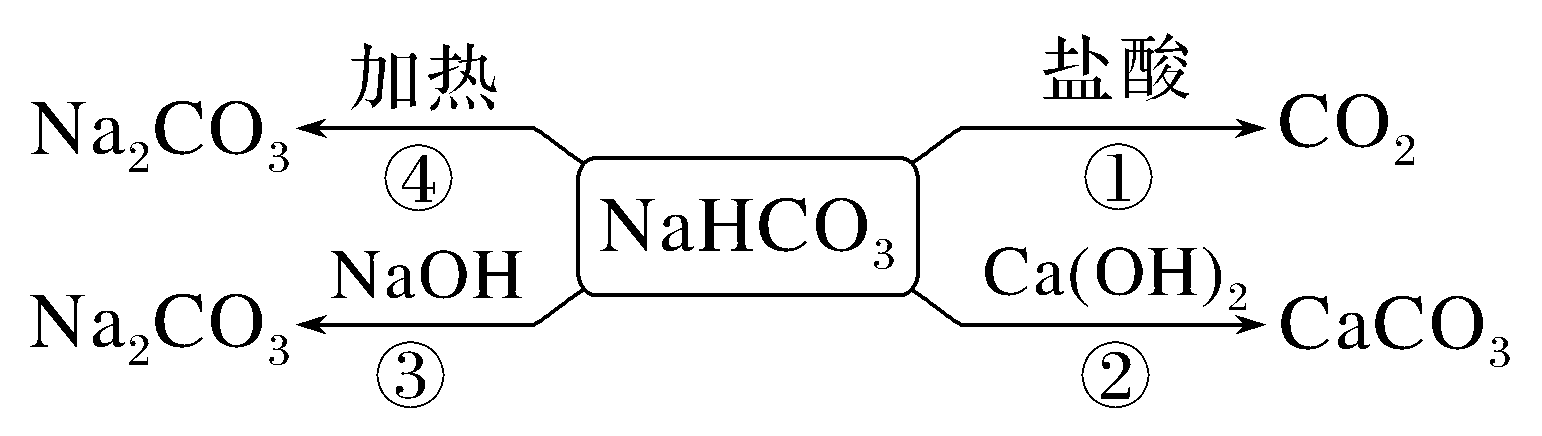 加热 盐酸
Na₂CO₃ ④ ① CO₂
NaHCO₃
NaOH Ca(OH)₂
Na₂CO₃ ③ ② CaCO₃